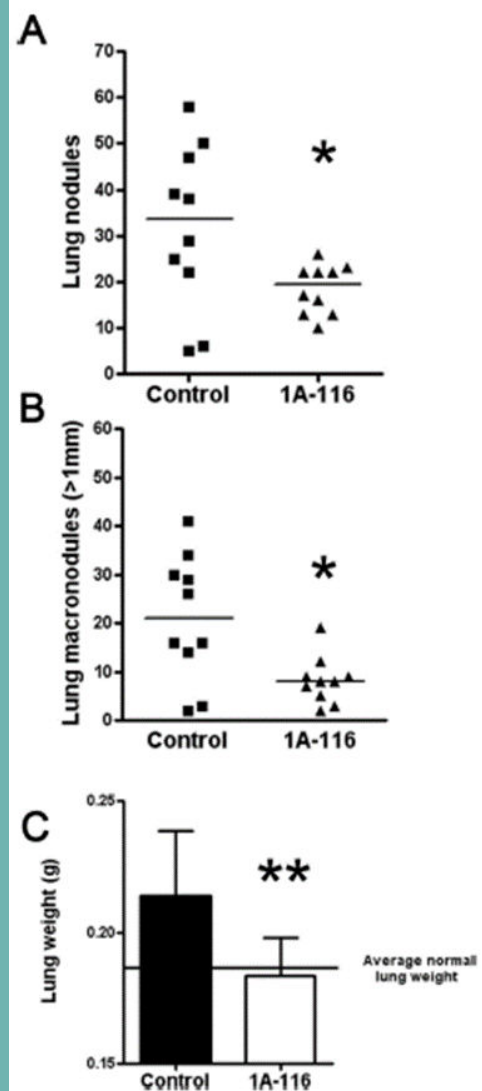 A
Lung nodules
70
60
50
40
30
20
10
0
*
Control
1A-116
B
Lung macronodules (>1mm)
60
50
40
30
20
10
0
*
Control
1A-116
C
Lung weight (g)
0.25
0.20
0.15
**
Average normal
lung weight
Control
1A-116